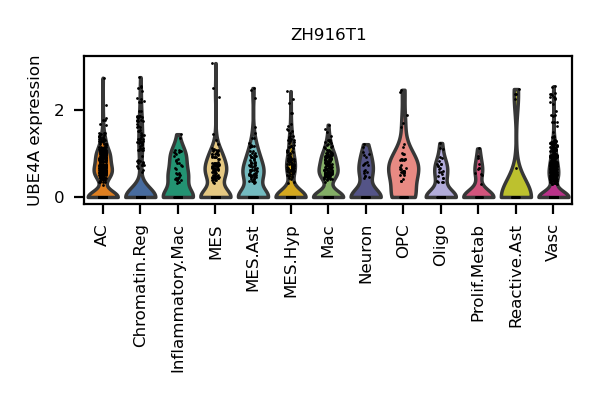 ZH916T1
UBE4A expression
2
0
AC
Chromatin.Reg
Inflammatory.Mac
MES
MES.Ast
MES.Hyp
Mac
Neuron
OPC
Oligo
Prolif.Metab
Reactive.Ast
Vasc